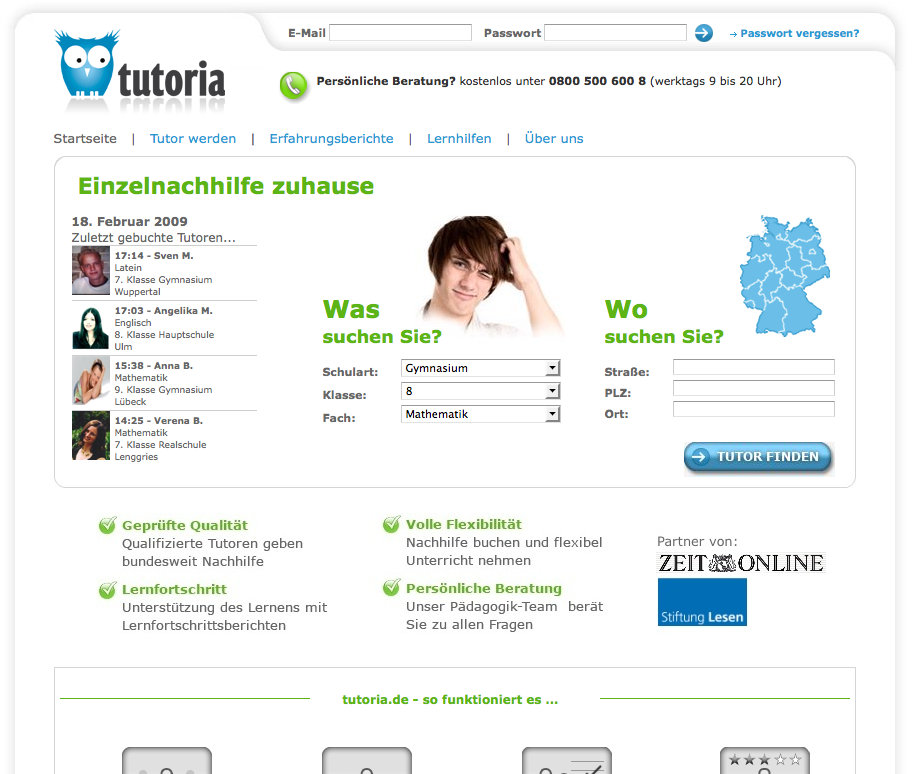 E-Mail Passwort → Passwort vergessen?
tutoria
Persönliche Beratung? kostenlos unter 0800 500 600 8 (werktags 9 bis 20 Uhr)
Startseite | Tutor werden | Erfahrungsberichte | Lernhilfen | Über uns
Einzelnachhilfe zuhause
18. Februar 2009
Zuletzt gebuchte Tutoren...
17:14 - Sven M.
Latein
7. Klasse Gymnasium
Wuppertal
17:03 - Angelika M.
Englisch
8. Klasse Hauptschule
Ulm
15:38 - Anna B.
Mathematik
9. Klasse Gymnasium
Lübeck
14:25 - Verena B.
Mathematik
7. Klasse Realschule
Lenggries
Was
suchen Sie?
Schulart: Gymnasium
Klasse: 8
Fach: Mathematik
Wo
suchen Sie?
Straße:
PLZ:
Ort:
TUTOR FINDEN
Geprüfte Qualität
Qualifizierte Tutoren geben
bundesweit Nachhilfe
Lernfortschritt
Unterstützung des Lernens mit
Lernfortschrittsberichten
Volle Flexibilität
Nachhilfe buchen und flexibel
Unterricht nehmen
Persönliche Beratung
Unser Pädagogik-Team berät
Sie zu allen Fragen
Partner von:
ZEIT ONLINE
Stiftung Lesen
tutoria.de - so funktioniert es ...